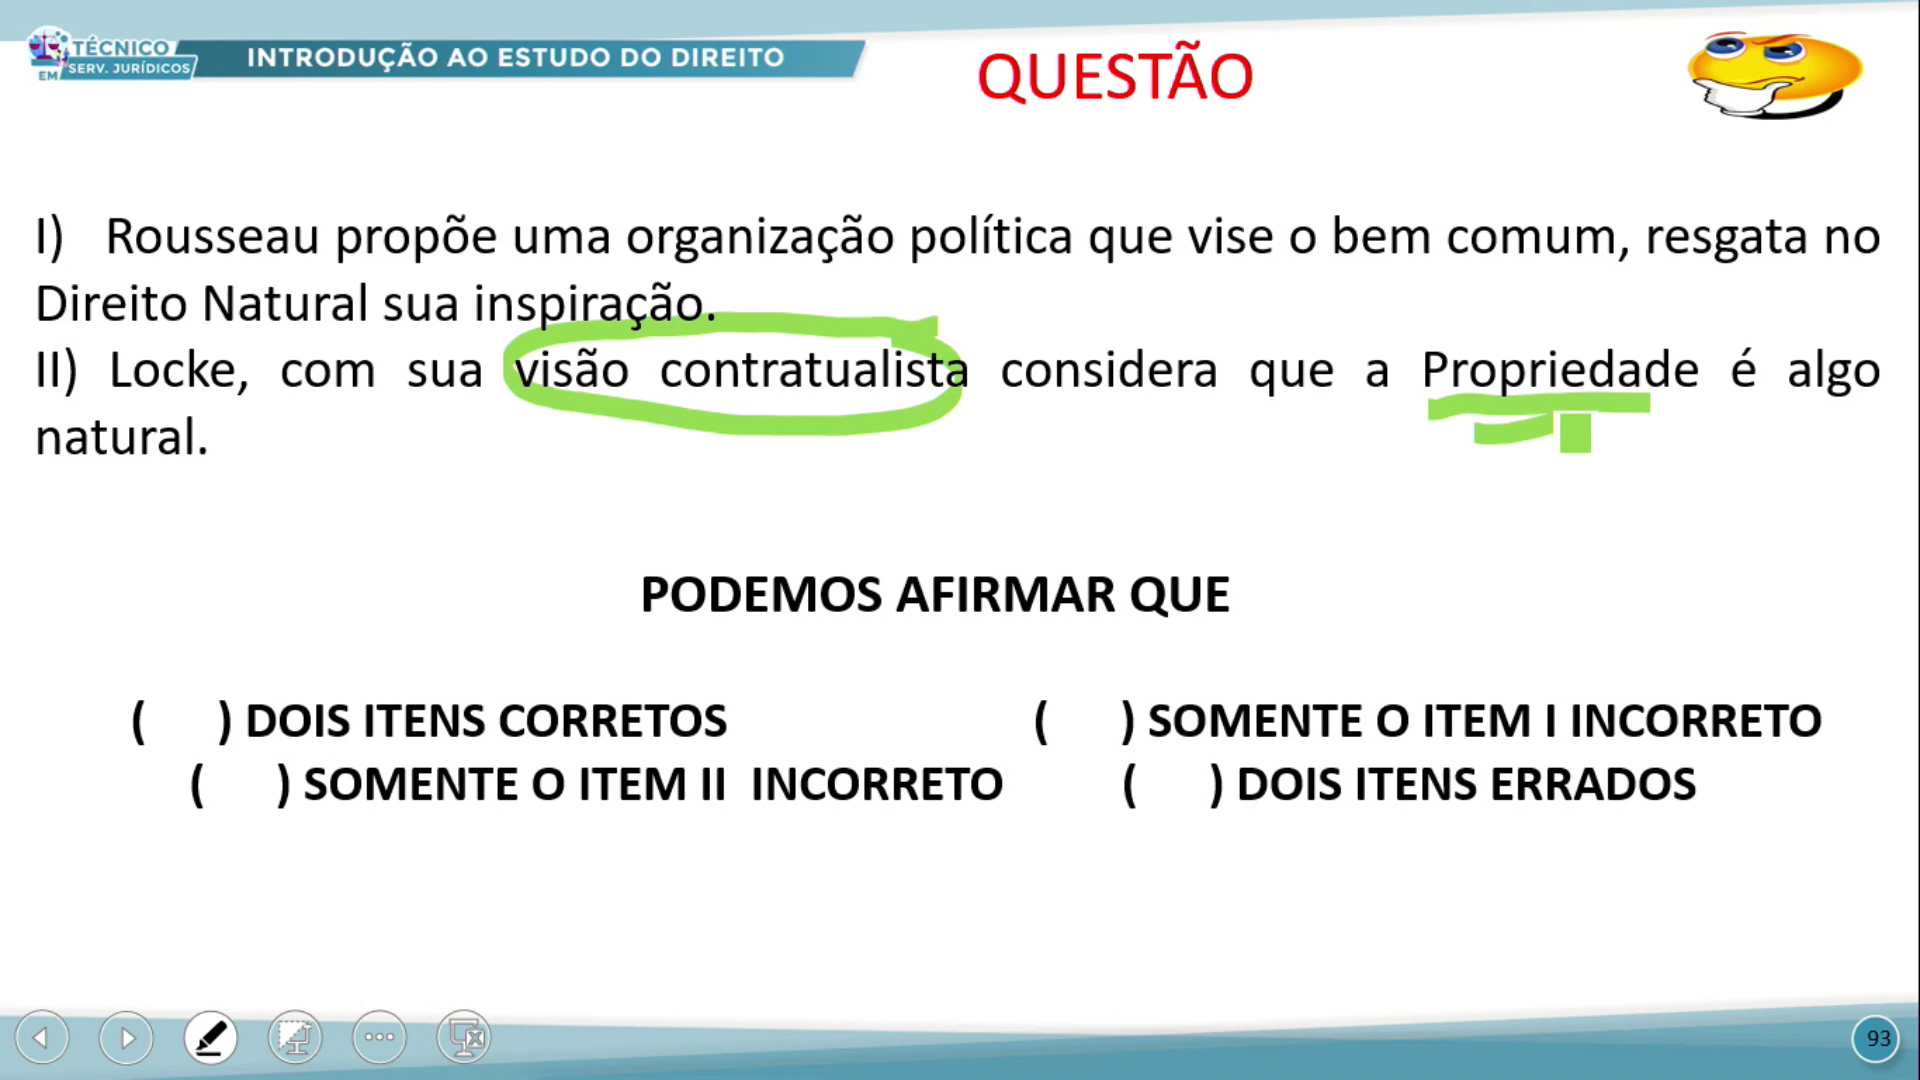 TÉCNICO
EM SERV. JURÍDICOS
INTRODUÇÃO AO ESTUDO DO DIREITO
QUESTÃO
I) Rousseau propõe uma organização política que vise o bem comum, resgata no
Direito Natural sua inspiração.
II) Locke, com sua visão contratualista considera que a Propriedade é algo
natural.
PODEMOS AFIRMAR QUE
( ) DOIS ITENS CORRETOS ( ) SOMENTE O ITEM I INCORRETO
( ) SOMENTE O ITEM II INCORRETO ( ) DOIS ITENS ERRADOS
93